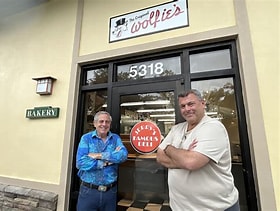 The Original
Wolfie's
5318
BAKERY
JERRY'S
FAMOUS
DELI